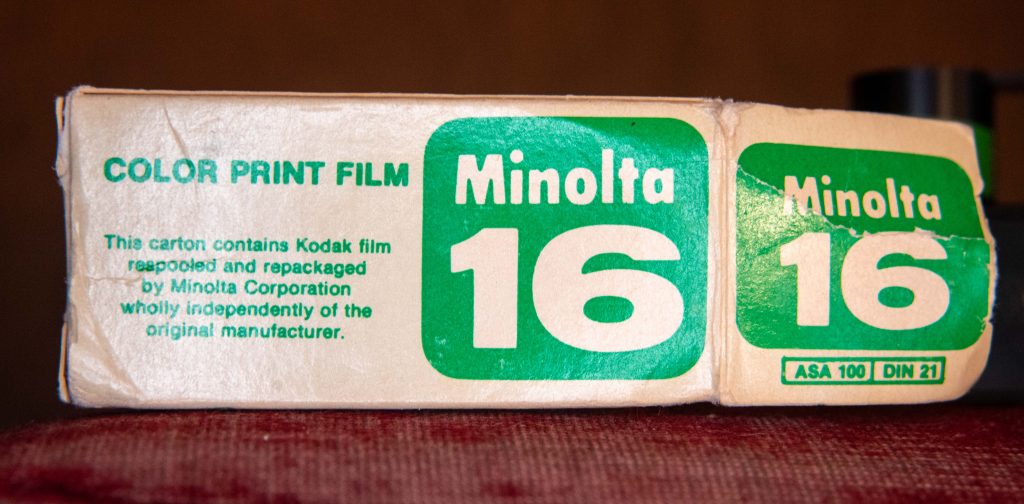 COLOR PRINT FILM
This carton contains Kodak film
respooled and repackaged
by Minolta Corporation
wholly independently of the
original manufacturer.
Minolta
16
Minolta
16
ASA 100 DIN 21